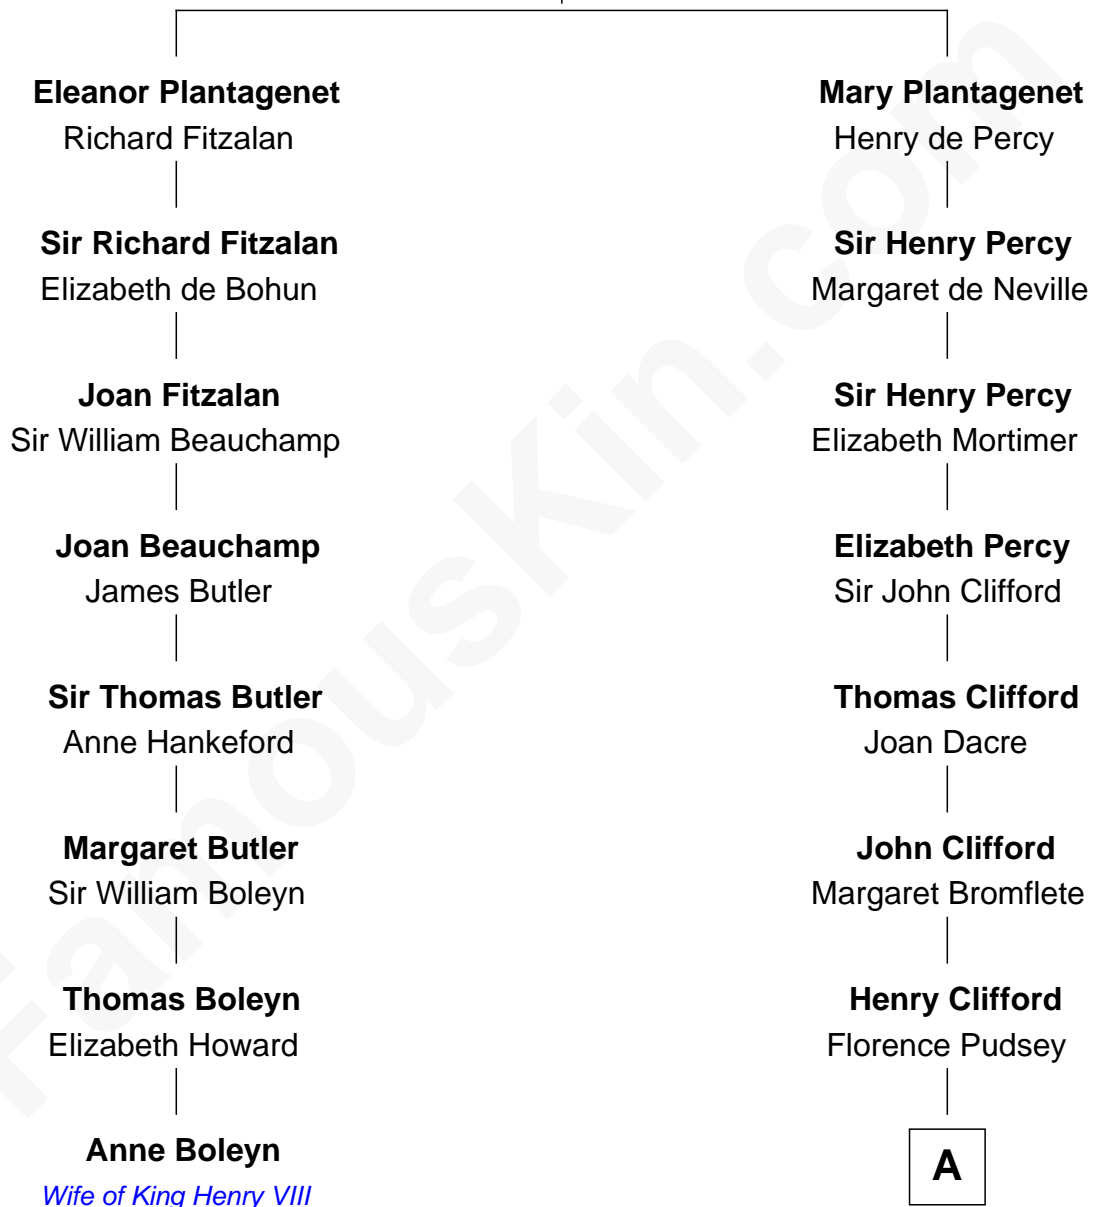 Eleanor Plantagenet
Richard Fitzalan
Sir Richard Fitzalan
Elizabeth de Bohun
Joan Fitzalan
Sir William Beauchamp
Joan Beauchamp
James Butler
Sir Thomas Butler
Anne Hankeford
Margaret Butler
Sir William Boleyn
Thomas Boleyn
Elizabeth Howard
Anne Boleyn
Wife of King Henry VIII
Mary Plantagenet
Henry de Percy
Sir Henry Percy
Margaret de Neville
Sir Henry Percy
Elizabeth Mortimer
Elizabeth Percy
Sir John Clifford
Thomas Clifford
Joan Dacre
John Clifford
Margaret Bromflete
Henry Clifford
Florence Pudsey
A
FamousKin.com